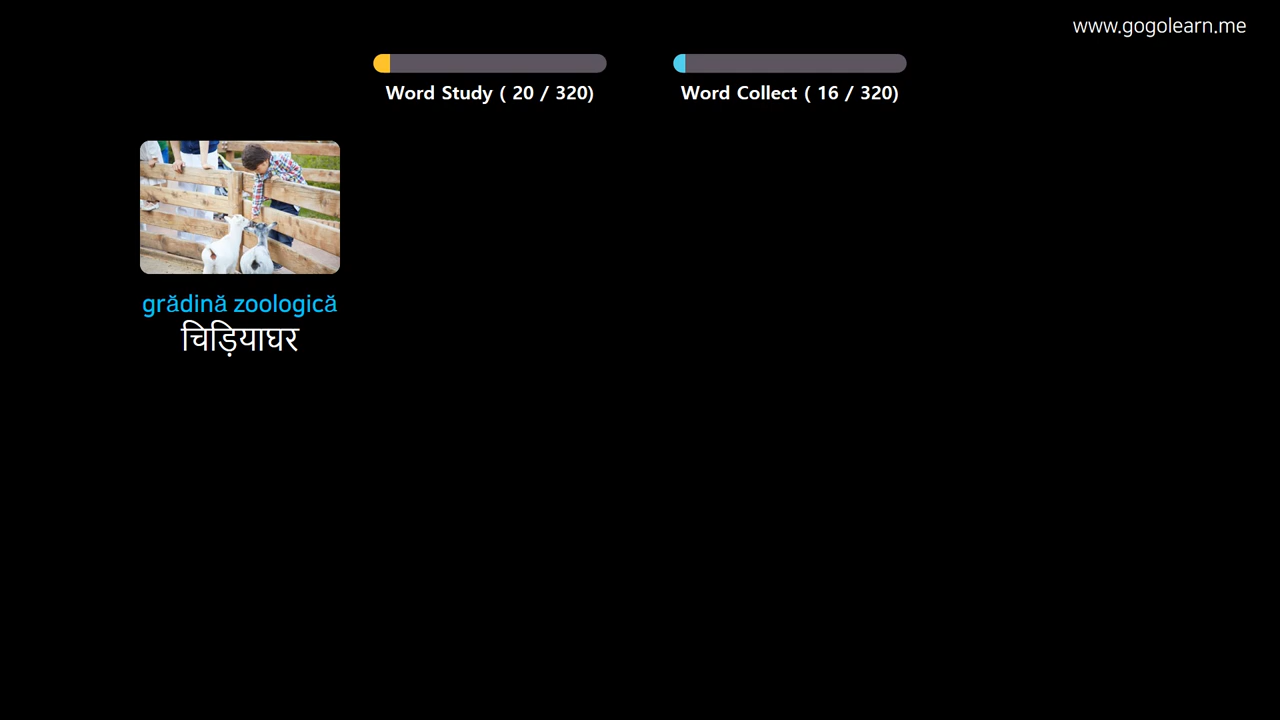 www.gogolearn.me
Word Study ( 20 / 320)
Word Collect ( 16 / 320)
grădină zoologică
चिड़ियाघर